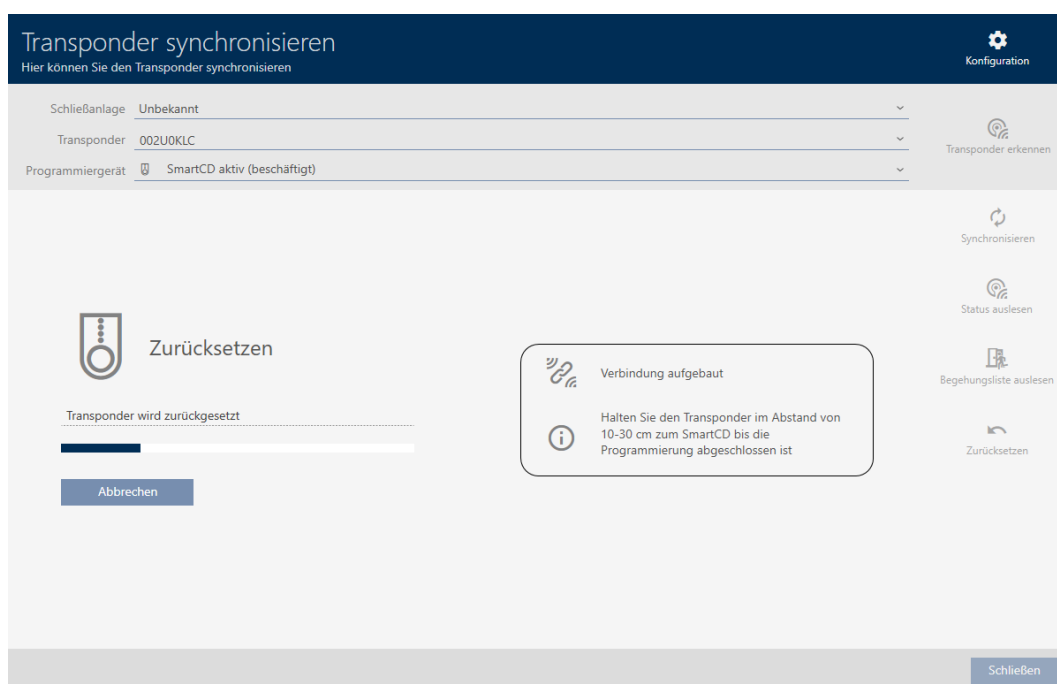 Transponder synchronisieren
Hier können Sie den Transponder synchronisieren
Konfiguration
Schließanlage Unbekannt
Transponder 002U0KLC
Programmiergerät SmartCD aktiv (beschäftigt)
Transponder erkennen
Synchronisieren
Status auslesen
Begehungsliste auslesen
Zurücksetzen
Zurücksetzen
Transponder wird zurückgesetzt
Abbrechen
Verbindung aufgebaut
Halten Sie den Transponder im Abstand von
10-30 cm zum SmartCD bis die
Programmierung abgeschlossen ist
Schließen